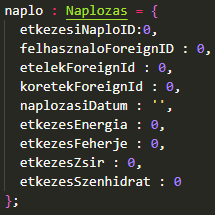 naplo : Naplozas = {
etkezesiNaploID:0,
felhasznaloForeignID : 0,
etelekForeignId : 0,
koretekForeignId : 0,
naplozasiDatum : '',
etkezesEnergia : 0,
etkezesFeherje : 0,
etkezesZsir : 0,
etkezesSzenhidrat : 0
};